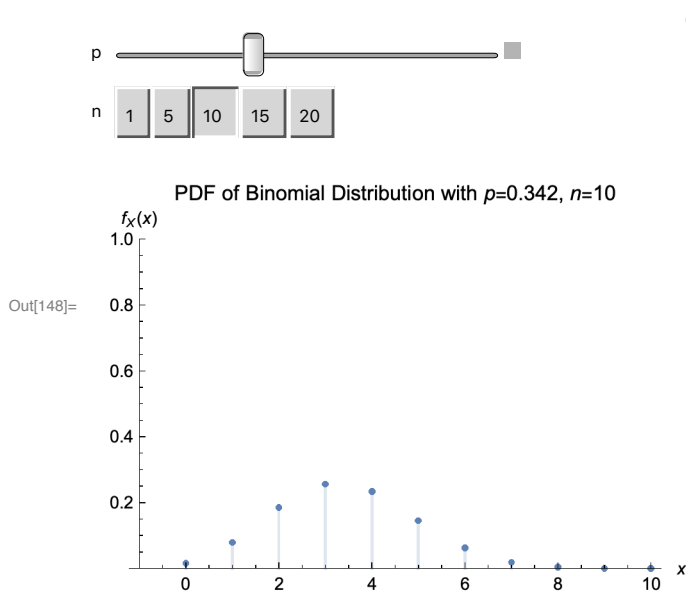 p
n 1 5 10 15 20
PDF of Binomial Distribution with p=0.342, n=10
fX(x)
1.0
0.8
Out[148]=
0.6
0.4
0.2
0 2 4 6 8 10 x